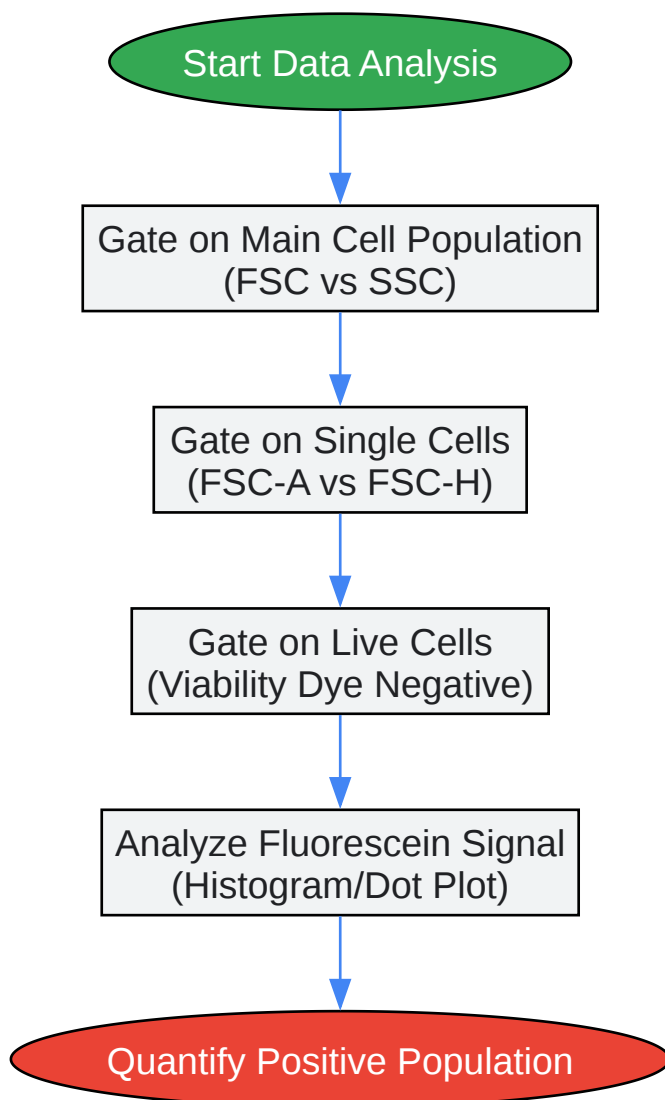 Start Data Analysis
Gate on Main Cell Population
(FSC vs SSC)
Gate on Single Cells
(FSC-A vs FSC-H)
Gate on Live Cells
(Viability Dye Negative)
Analyze Fluorescein Signal
(Histogram/Dot Plot)
Quantify Positive Population